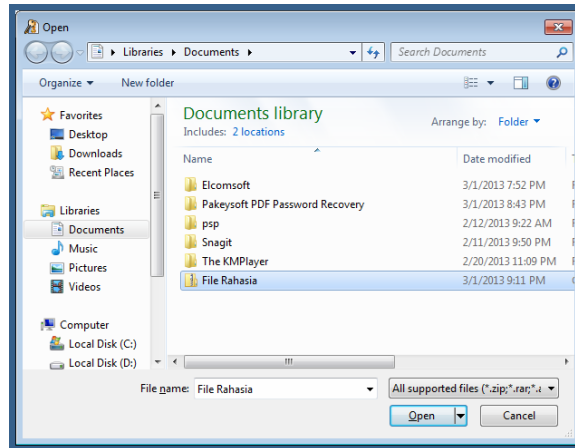 Open
Libraries Documents
Search Documents
Organize New folder
Favorites
Desktop
Downloads
Recent Places
Libraries
Documents
Music
Pictures
Videos
Computer
Local Disk (C:)
Local Disk (D:)
Documents library
Includes: 2 locations
Arrange by: Folder
Name Date modified
Elcomsoft 3/1/2013 7:52 PM
Pakeysoft PDF Password Recovery 3/1/2013 8:43 PM
psp 2/12/2013 9:22 AM
Snagit 2/11/2013 9:50 PM
The KMPlayer 2/20/2013 11:09 PM
File Rahasia 3/1/2013 9:11 PM
File name: File Rahasia All supported files (*.zip;*.rar;*.a
Open Cancel